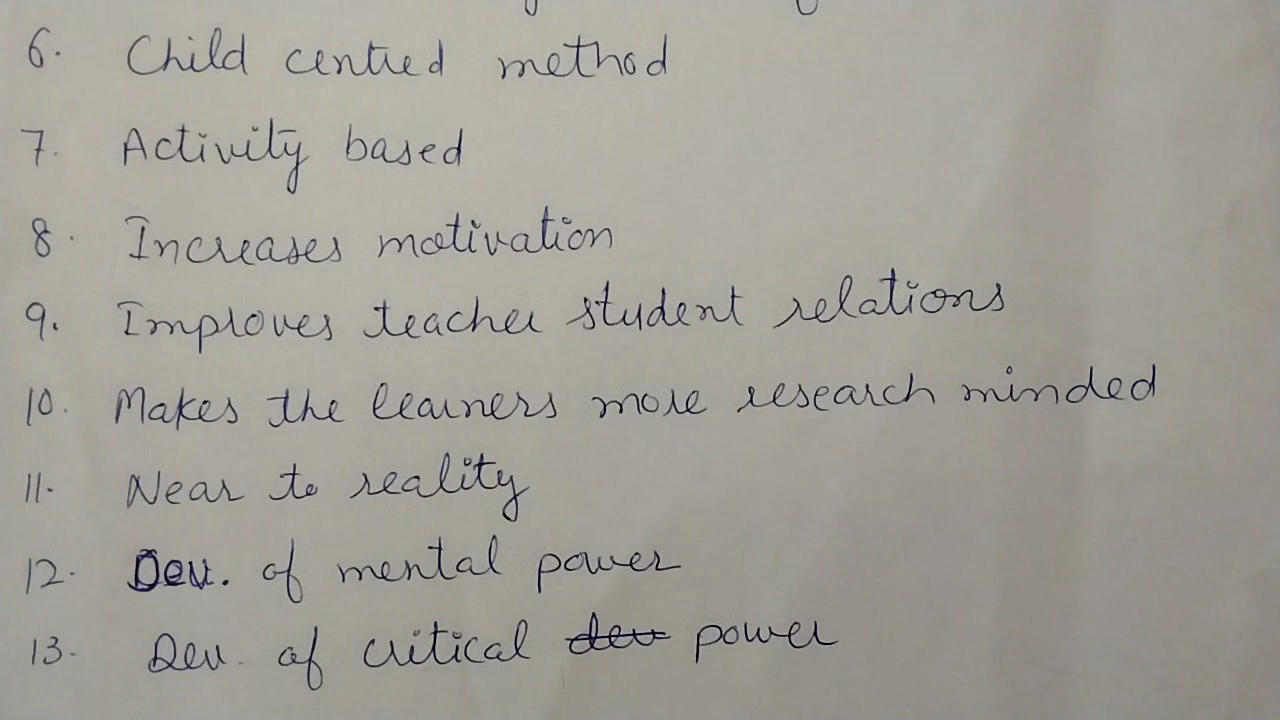 6. Child centred method
7. Activity based
8. Increases motivation
9. Improves teacher student relations
10. Makes the learners more research minded
11. Near to reality
12. Dev. of mental power
13. Dev. of critical dev power